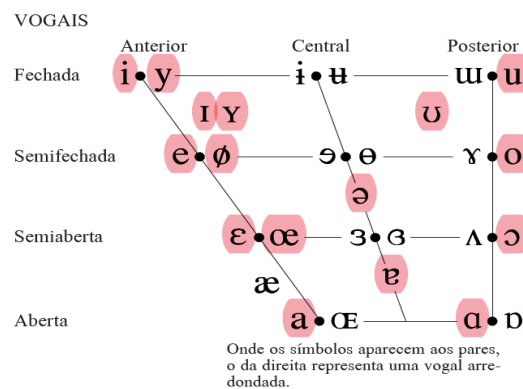 VOGAIS
Anterior Central Posterior
Fechada i y ɨ ʉ ɯ u
ɪ ʏ ʊ
Semifechada e ø ɘ ɵ ɤ o
ə
Semiaberta ɛ œ ɜ ɞ ʌ ɔ
æ ɐ
Aberta a Œ ɑ ɒ
Onde os símbolos aparecem aos pares,
o da direita representa uma vogal arre-
dondada.